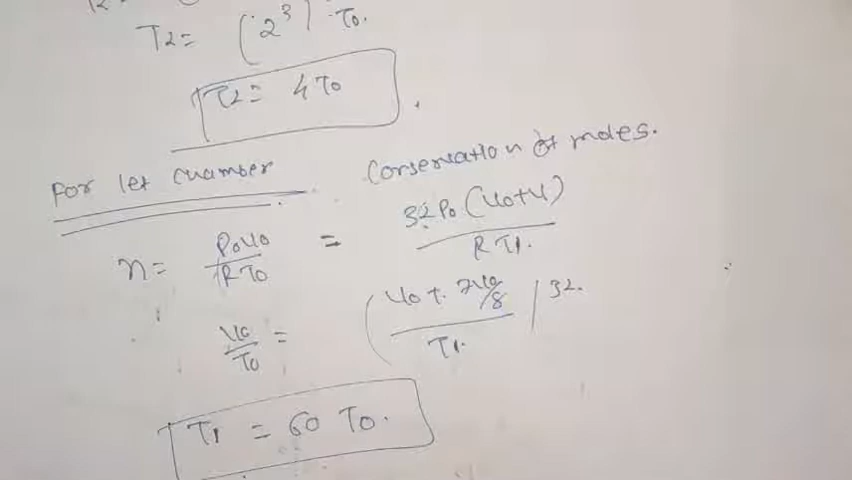 T2 = (2^3) · T0.
T2 = 4T0
For let chamber
Conservation of moles.
n = P0V0/RT0 = 32P0(V0+V)/RT1.
V0/T0 = (V0 + 7V0/8 / T1.) 32.
T1 = 60 T0.